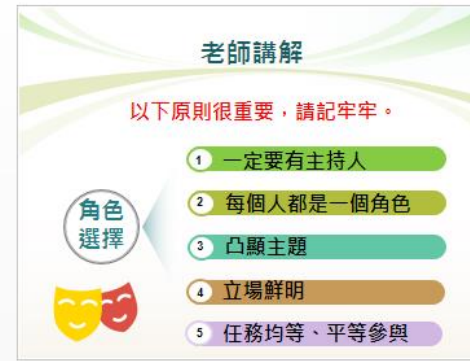 老師講解
以下原則很重要，請記牢牢。
角色
選擇
1 一定要有主持人
2 每個人都是一個角色
3 凸顯主題
4 立場鮮明
5 任務均等、平等參與